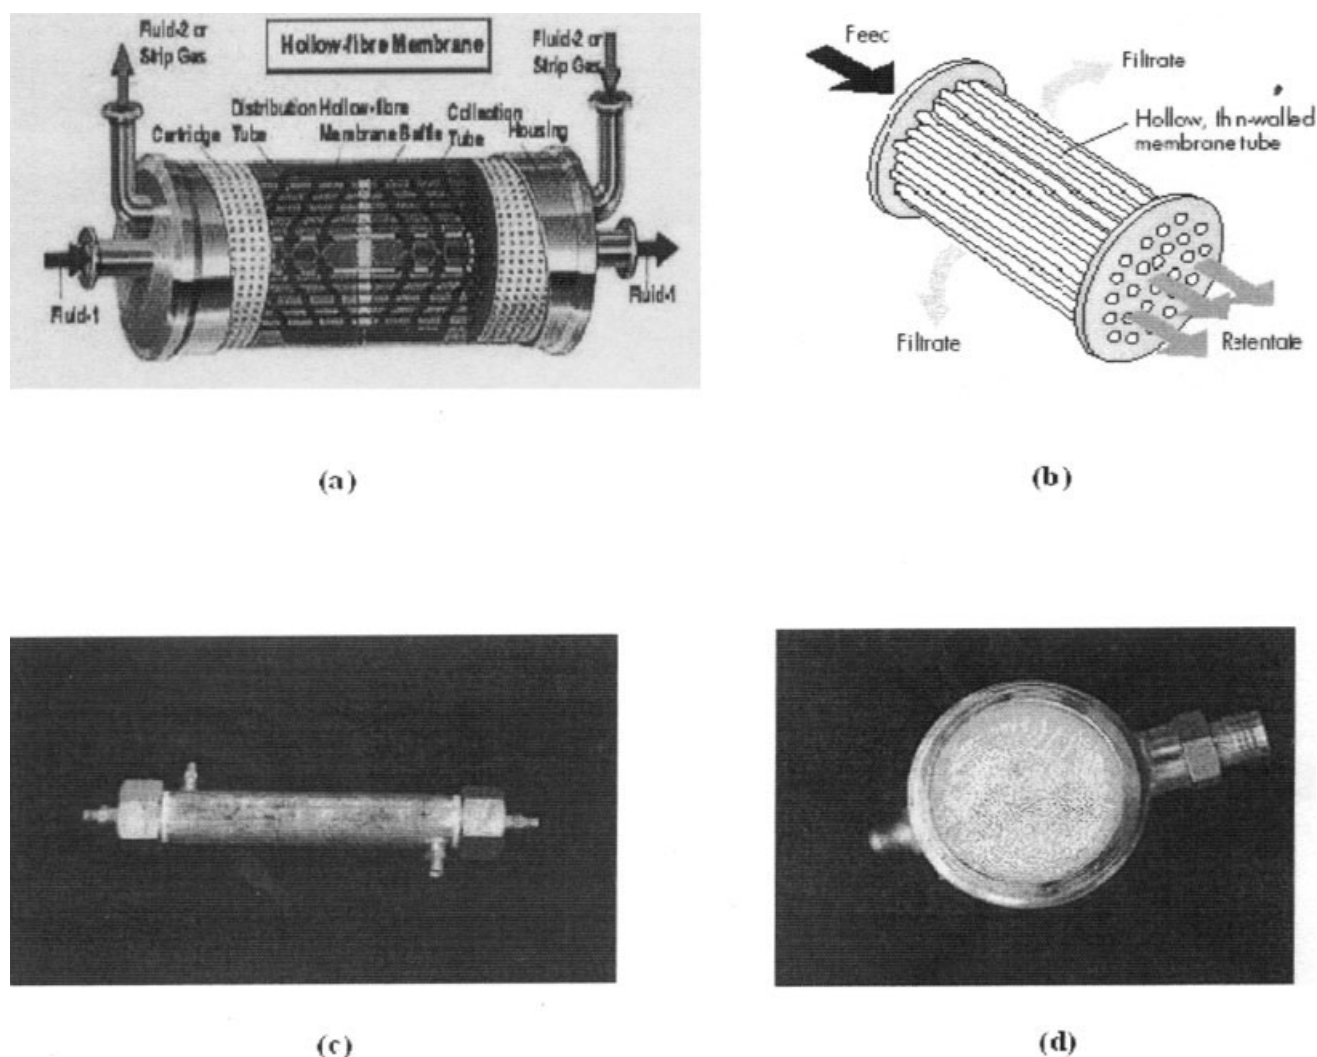 Fluid-2 or
Strip Gas
Hollow-fibre Membrane
Fluid-2 or
Strip Gas
Distribution
Tube
Hollow-fibre
Membrane
Baffle
Collection
Tube
Cartridge
Housing
Fluid-1
Fluid-1
(a)
Feec
Filtrate
Hollow, thin-walled
membrane tube
Filtrate
Retentate
(b)
(c)
(d)